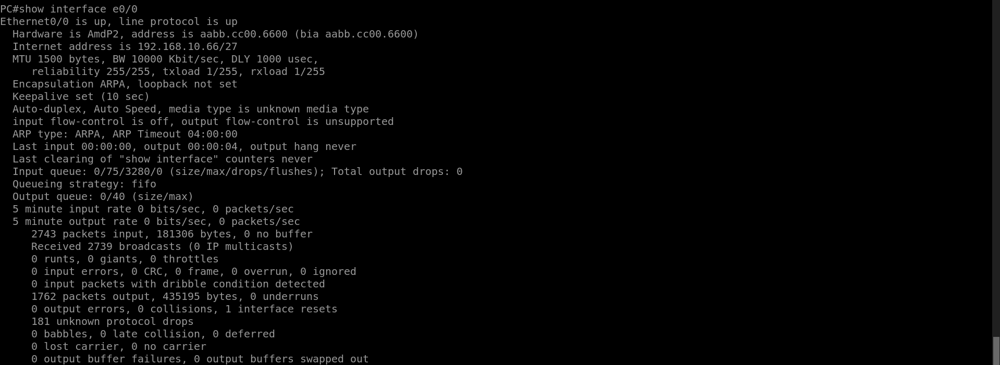 PC#show interface e0/0
Ethernet0/0 is up, line protocol is up
  Hardware is AmdP2, address is aabb.cc00.6600 (bia aabb.cc00.6600)
  Internet address is 192.168.10.66/27
  MTU 1500 bytes, BW 10000 Kbit/sec, DLY 1000 usec,
     reliability 255/255, txload 1/255, rxload 1/255
  Encapsulation ARPA, loopback not set
  Keepalive set (10 sec)
  Auto-duplex, Auto Speed, media type is unknown media type
  input flow-control is off, output flow-control is unsupported
  ARP type: ARPA, ARP Timeout 04:00:00
  Last input 00:00:00, output 00:00:04, output hang never
  Last clearing of "show interface" counters never
  Input queue: 0/75/3280/0 (size/max/drops/flushes); Total output drops: 0
  Queueing strategy: fifo
  Output queue: 0/40 (size/max)
  5 minute input rate 0 bits/sec, 0 packets/sec
  5 minute output rate 0 bits/sec, 0 packets/sec
     2743 packets input, 181306 bytes, 0 no buffer
     Received 2739 broadcasts (0 IP multicasts)
     0 runts, 0 giants, 0 throttles
     0 input errors, 0 CRC, 0 frame, 0 overrun, 0 ignored
     0 input packets with dribble condition detected
     1762 packets output, 435195 bytes, 0 underruns
     0 output errors, 0 collisions, 1 interface resets
     181 unknown protocol drops
     0 babbles, 0 late collision, 0 deferred
     0 lost carrier, 0 no carrier
     0 output buffer failures, 0 output buffers swapped out